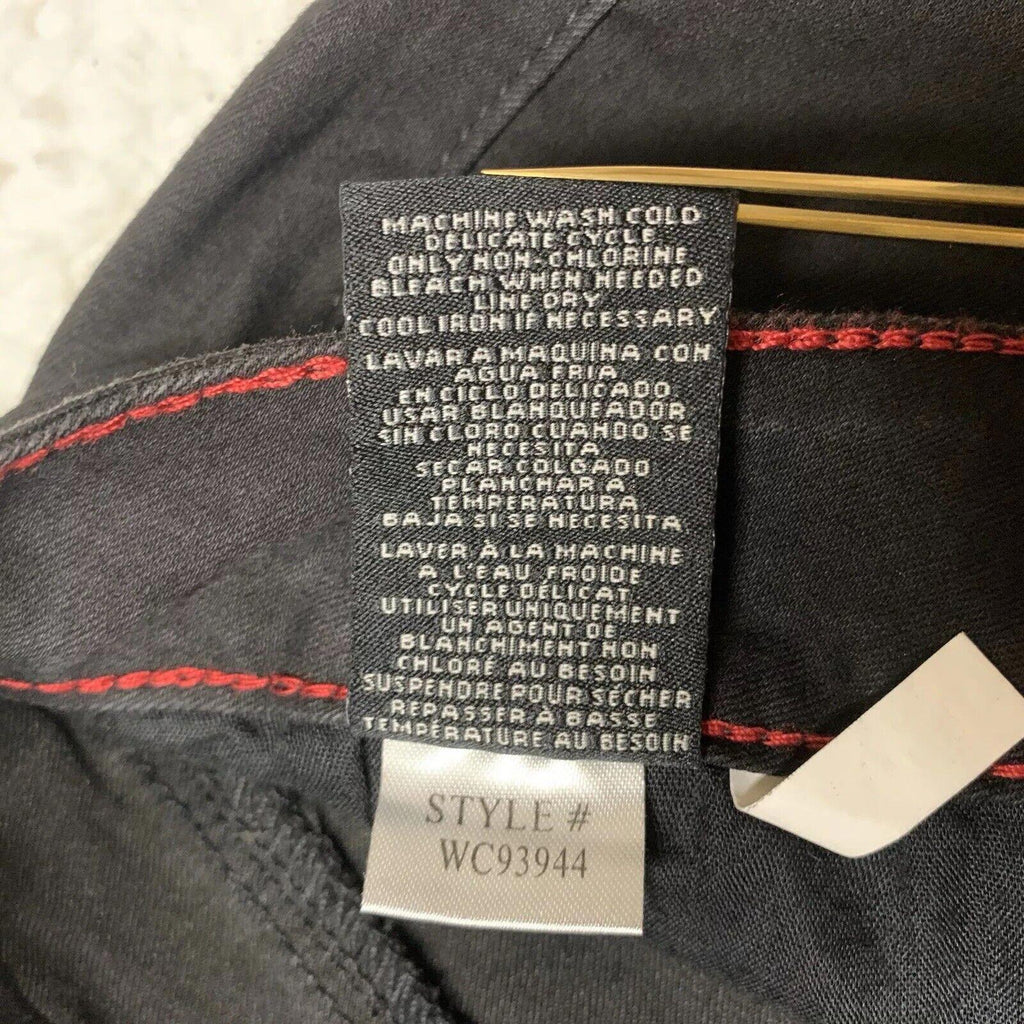 MACHINE WASH COLD
DELICATE CYCLE
ONLY NON-CHLORINE
BLEACH WHEN NEEDED
LINE DRY
COOL IRON IF NECESSARY
LAVAR A MAQUINA CON
AGUA FRIA
EN CICLO DELICADO
USAR BLANQUEADOR
SIN CLORO CUANDO SE
NECESITA
SECAR COLGADO
PLANCHAR A
TEMPERATURA
BAJA SI SE NECESITA
LAVER À LA MACHINE
A L'EAU FROIDE
CYCLE DELICAT
UTILISER UNIQUEMENT
UN AGENT DE
BLANCHIMENT NON
CHLORÉ AU BESOIN
SUSPENDRE POUR SÉCHER
REPASSER À BASSE
TEMPÉRATURE AU BESOIN
STYLE #
WC93944